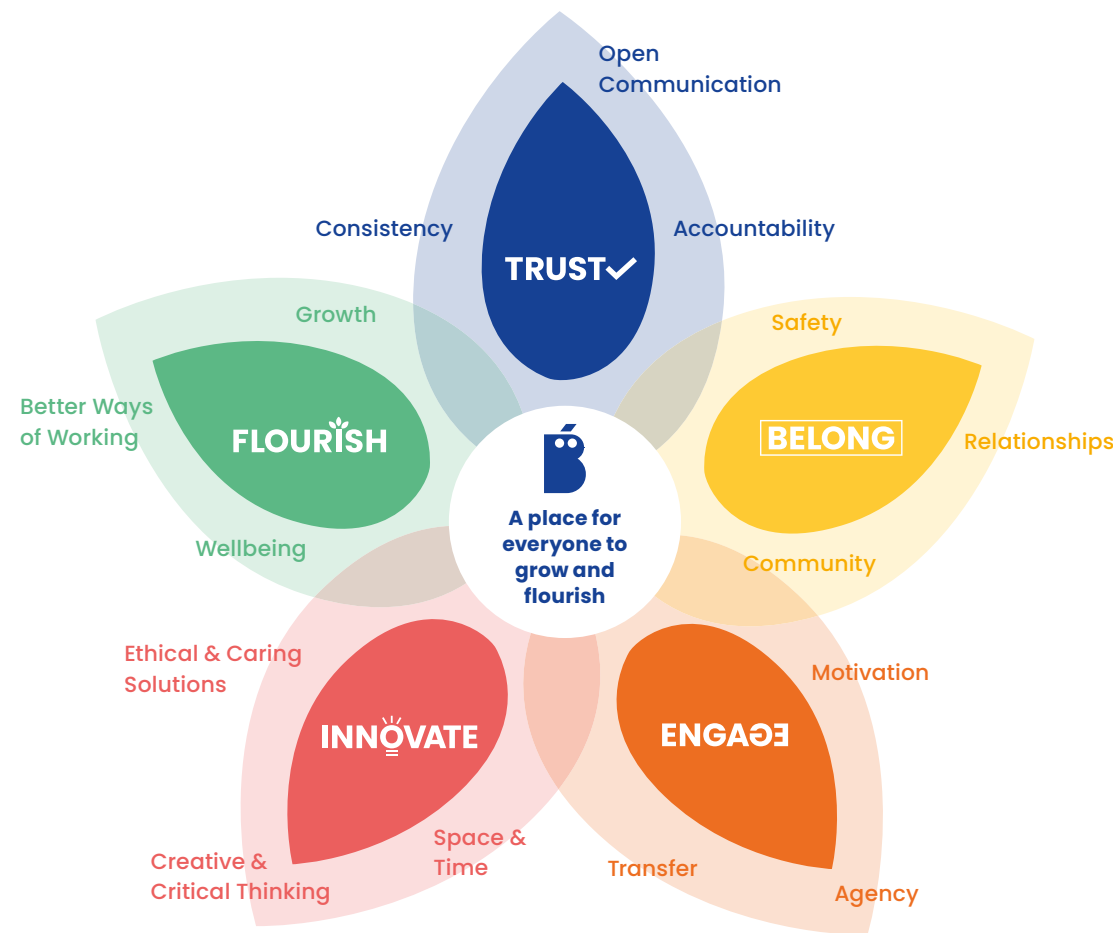 Open
Communication
Consistency
Accountability
TRUST
Growth
Safety
Better Ways
of Working
FLOURISH
BELONG
Relationships
Wellbeing
Community
A place for
everyone to
grow and
flourish
Ethical & Caring
Solutions
Motivation
INNOVATE
ENGAGE
Space &
Time
Creative &
Critical Thinking
Transfer
Agency